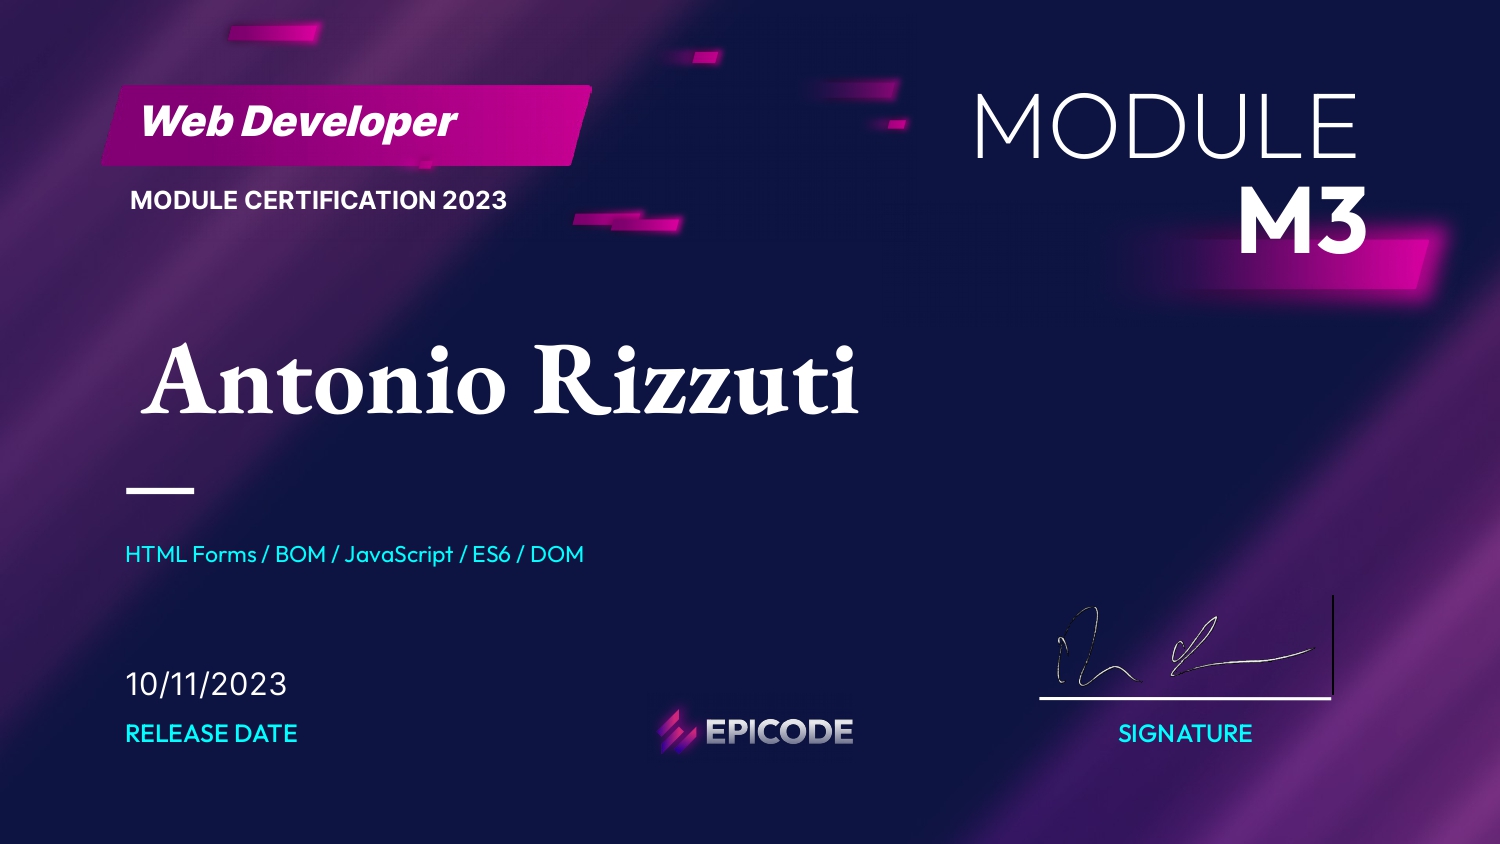 Web Developer
MODULE CERTIFICATION 2023
MODULE
M3
Antonio Rizzuti
HTML Forms / BOM / JavaScript / ES6 / DOM
10/11/2023
RELEASE DATE
EPICODE
SIGNATURE